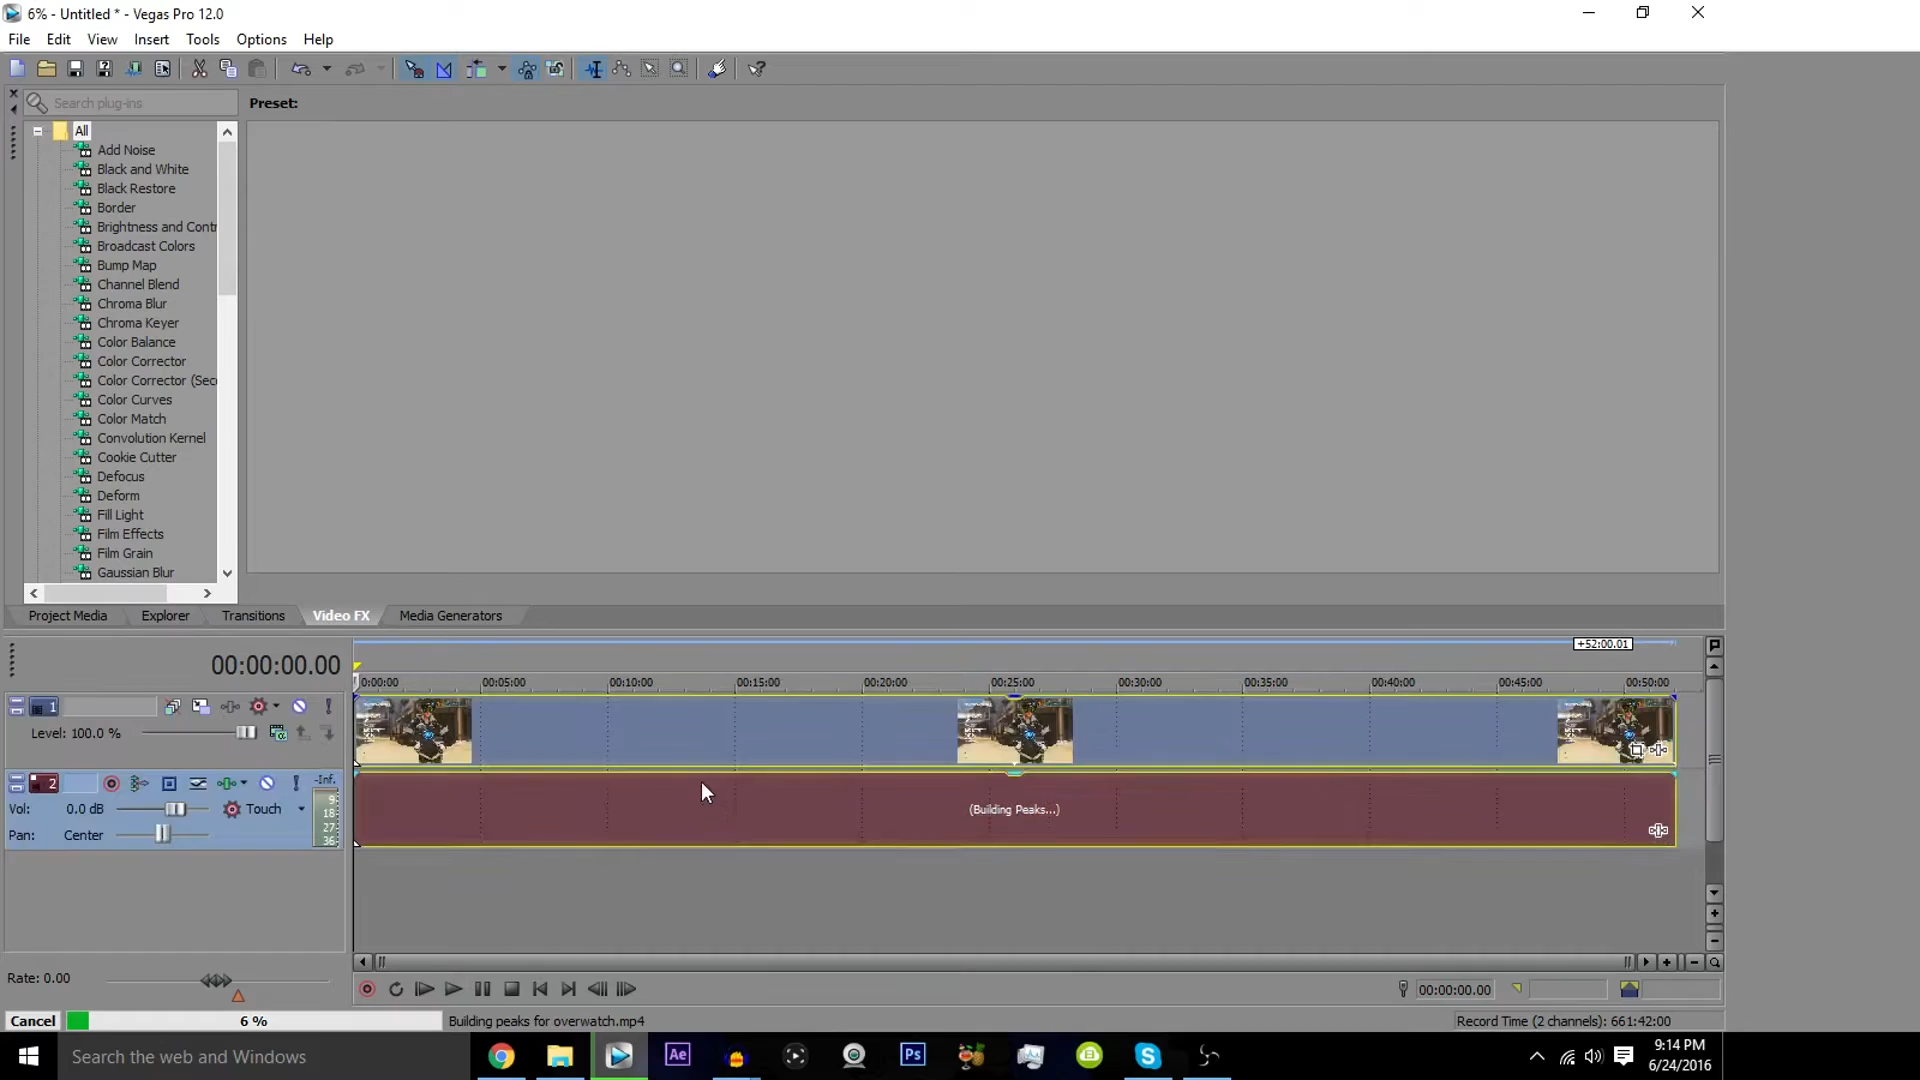 6% - Untitled * - Vegas Pro 12.0
File Edit View Insert Tools Options Help
Search plug-ins
Preset:
All
Add Noise
Black and White
Black Restore
Border
Brightness and Contr
Broadcast Colors
Bump Map
Channel Blend
Chroma Blur
Chroma Keyer
Color Balance
Color Corrector
Color Corrector (Sec
Color Curves
Color Match
Convolution Kernel
Cookie Cutter
Defocus
Deform
Fill Light
Film Effects
Film Grain
Gaussian Blur
Project Media Explorer Transitions Video FX Media Generators
+52:00.01
00:00:00.00
0:00:00 00:05:00 00:10:00 00:15:00 00:20:00 00:25:00 00:30:00 00:35:00 00:40:00 00:45:00 00:50:00
1
Level: 100.0 %
2
-Inf.
9
18
27
36
Vol: 0.0 dB Touch
Pan: Center
(Building Peaks...)
Rate: 0.00
00:00:00.00
Cancel 6 % Building peaks for overwatch.mp4 Record Time (2 channels): 661:42:00
Search the web and Windows
Ae
Ps
9:14 PM
6/24/2016